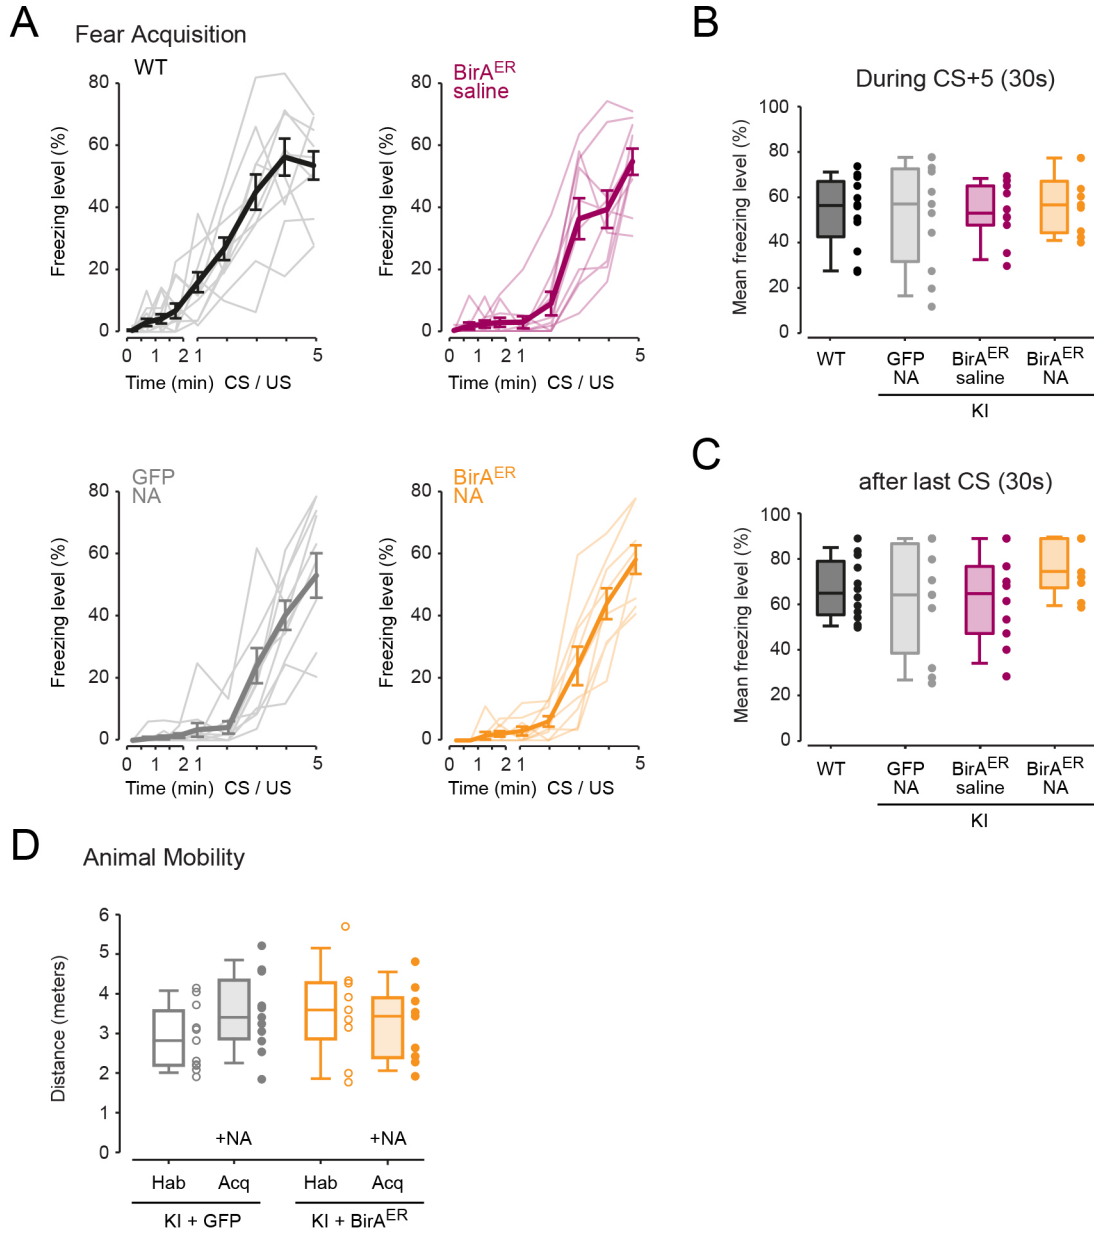 A
Fear Acquisition
WT
Freezing level (%)
80
60
40
20
0
0 1 2 1 5
Time (min) CS / US
BirA^ER
saline
Freezing level (%)
80
60
40
20
0
0 1 2 1 5
Time (min) CS / US
GFP
NA
Freezing level (%)
80
60
40
20
0
0 1 2 1 5
Time (min) CS / US
BirA^ER
NA
Freezing level (%)
80
60
40
20
0
0 1 2 1 5
Time (min) CS / US
B
During CS+5 (30s)
Mean freezing level (%)
100
80
60
40
20
0
WT GFP BirA^ER BirA^ER
NA saline NA
KI
C
after last CS (30s)
Mean freezing level (%)
100
80
60
40
20
0
WT GFP BirA^ER BirA^ER
NA saline NA
KI
D
Animal Mobility
Distance (meters)
6
5
4
3
2
1
0
+NA +NA
Hab Acq Hab Acq
KI + GFP KI + BirA^ER